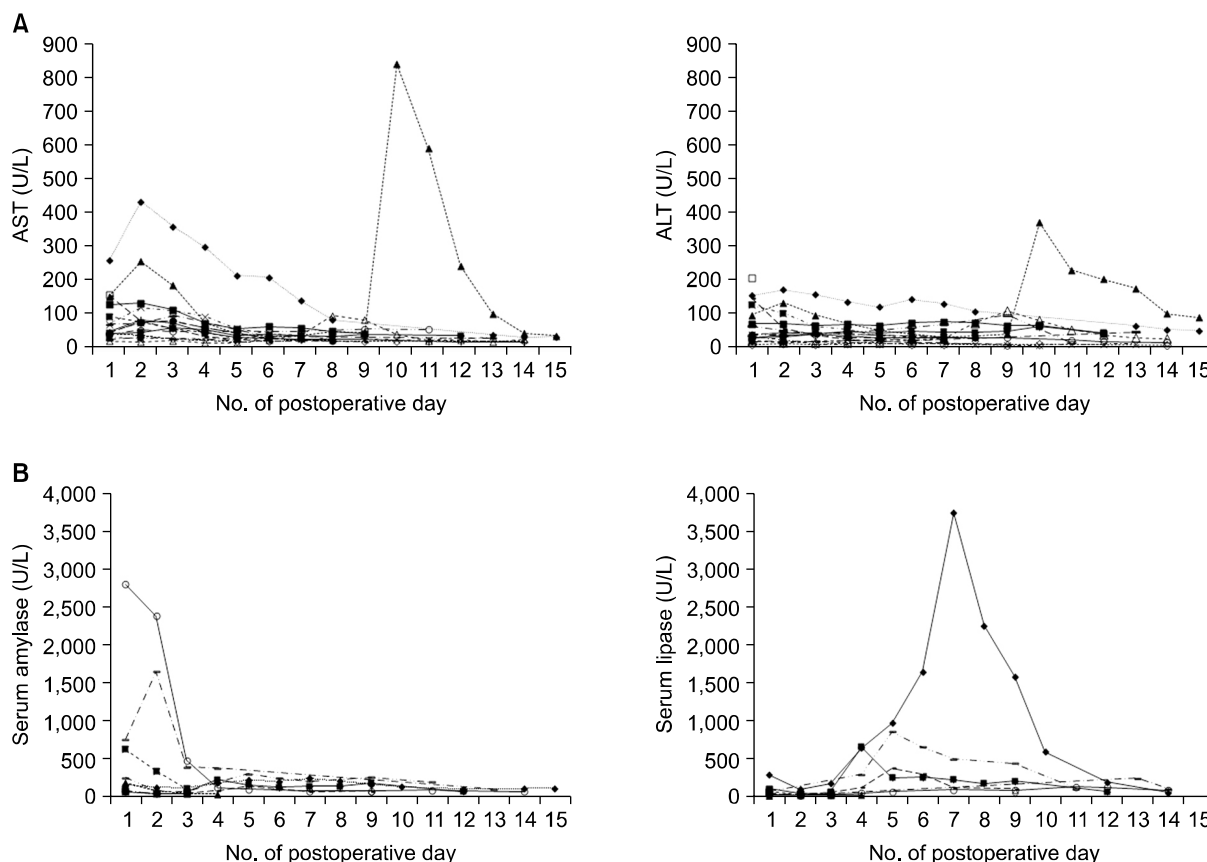 A
AST (U/L)
900
800
700
600
500
400
300
200
100
0
1 2 3 4 5 6 7 8 9 10 11 12 13 14 15
No. of postoperative day
ALT (U/L)
900
800
700
600
500
400
300
200
100
0
1 2 3 4 5 6 7 8 9 10 11 12 13 14 15
No. of postoperative day
B
Serum amylase (U/L)
4,000
3,500
3,000
2,500
2,000
1,500
1,000
500
0
1 2 3 4 5 6 7 8 9 10 11 12 13 14 15
No. of postoperative day
Serum lipase (U/L)
4,000
3,500
3,000
2,500
2,000
1,500
1,000
500
0
1 2 3 4 5 6 7 8 9 10 11 12 13 14 15
No. of postoperative day